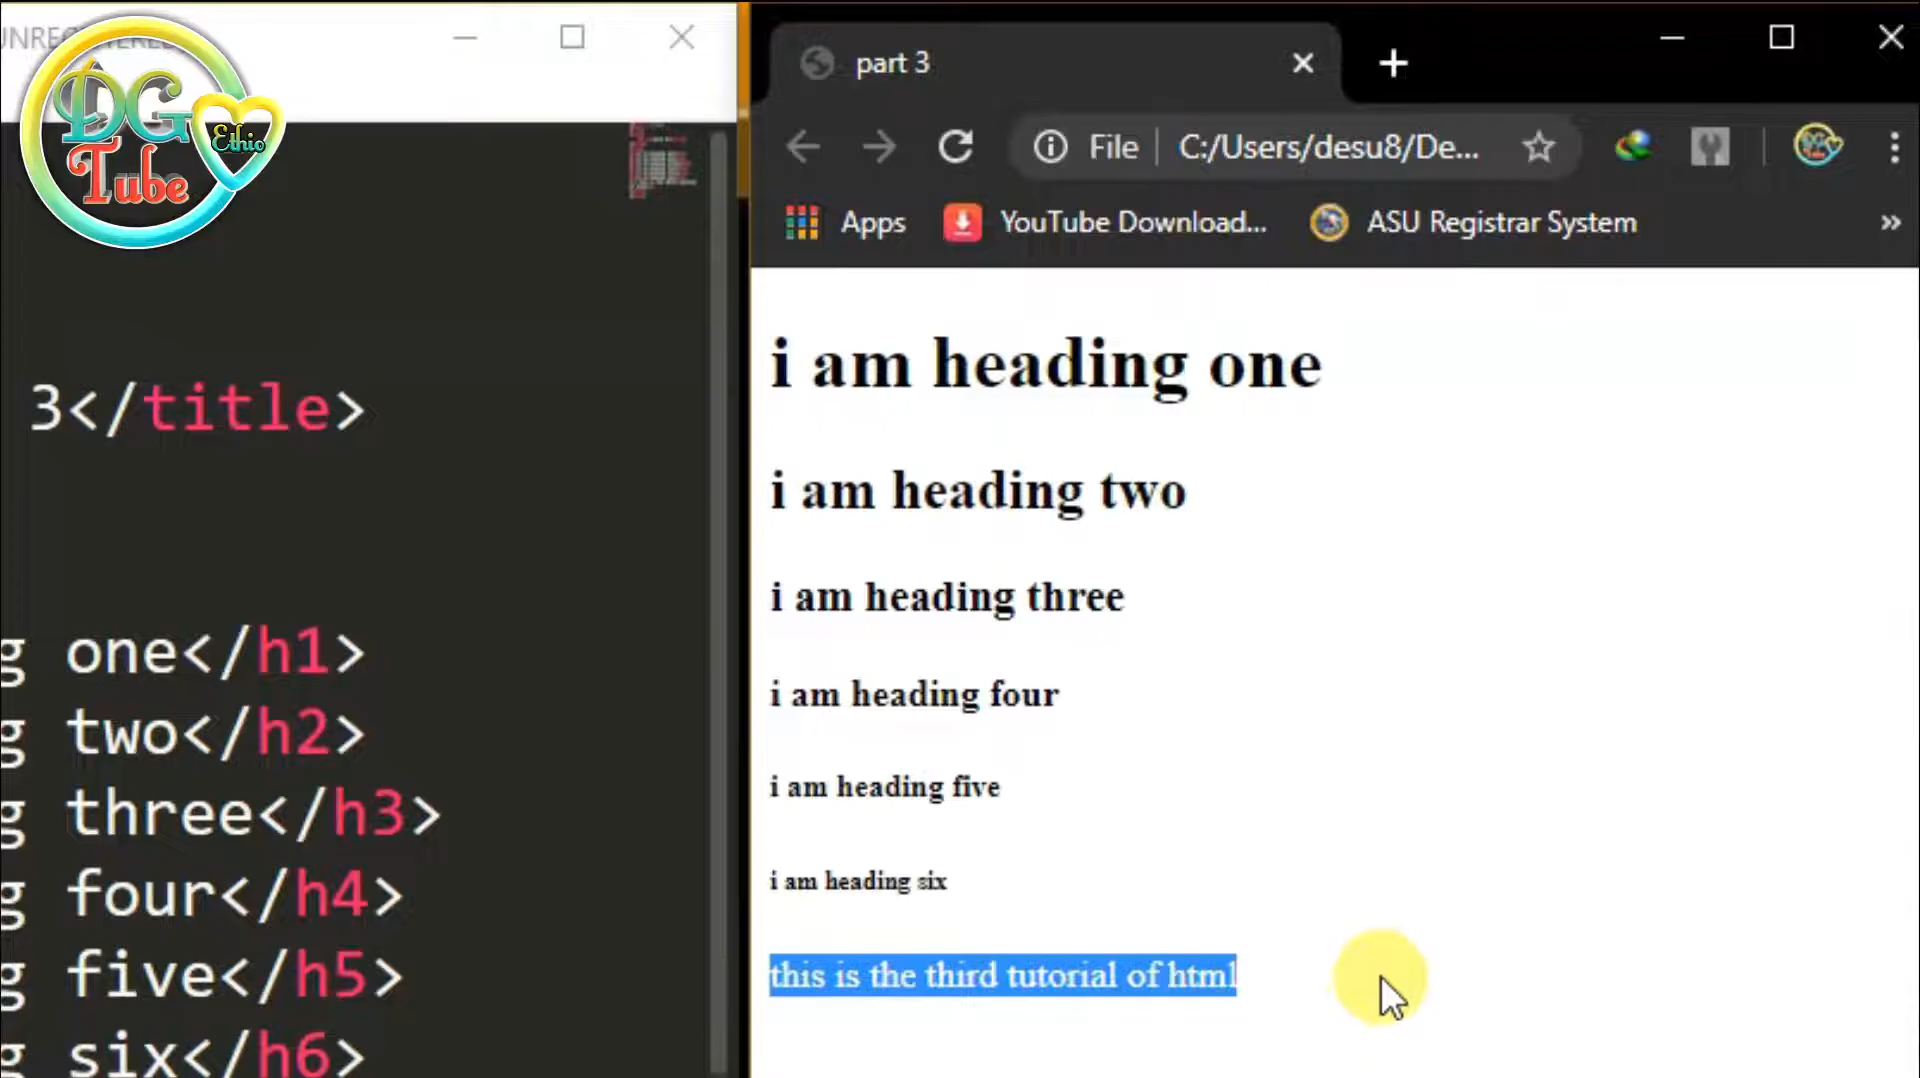 DG
Tube
Ethio
part 3
File
C:/Users/desu8/De...
Apps
YouTube Download...
ASU Registrar System
3</title>
g one</h1>
g two</h2>
g three</h3>
g four</h4>
g five</h5>
g six</h6>
i am heading one
i am heading two
i am heading three
i am heading four
i am heading five
i am heading six
this is the third tutorial of html